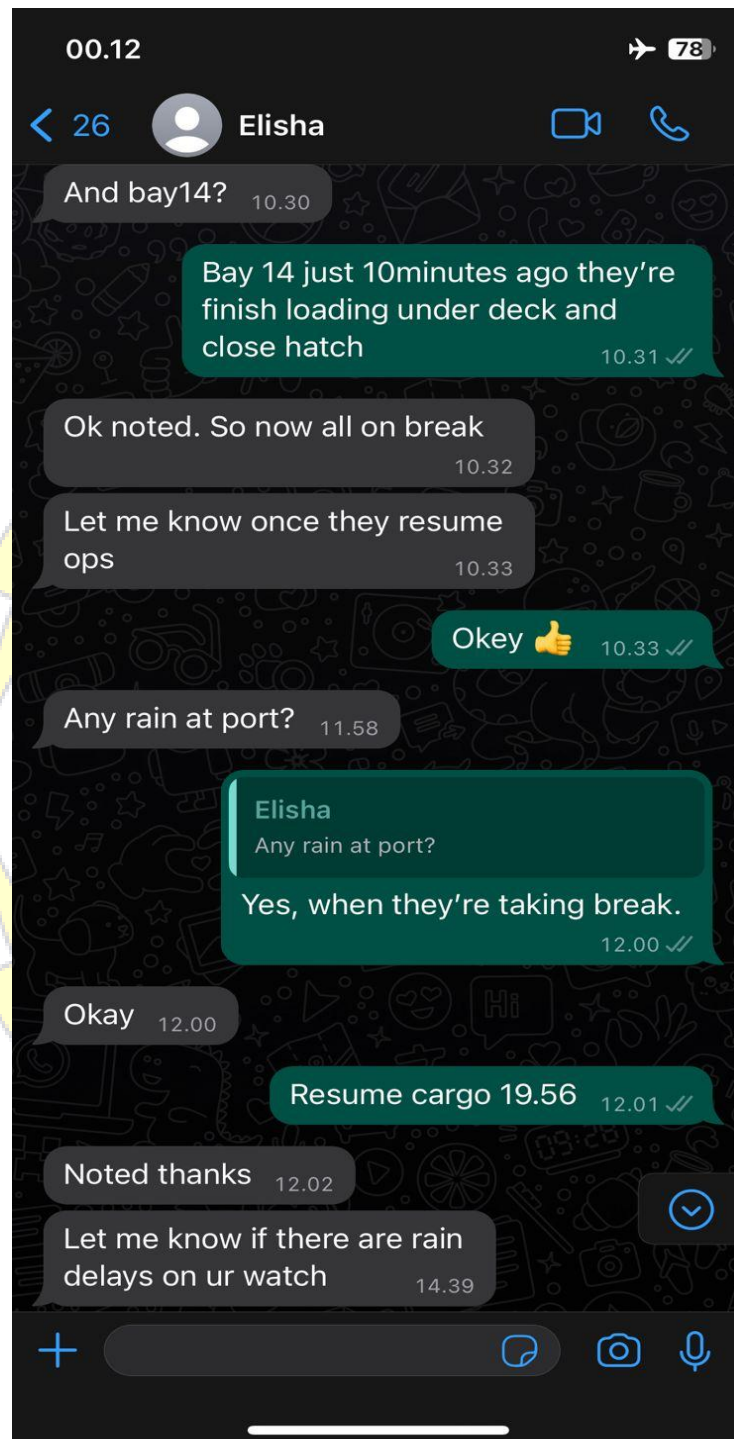 00.12
78
26
Elisha
And bay14? 10.30
Bay 14 just 10minutes ago they’re
finish loading under deck and
close hatch 10.31
Ok noted. So now all on break
10.32
Let me know once they resume
ops 10.33
Okey 👍 10.33
Any rain at port? 11.58
Elisha
Any rain at port?
Yes, when they’re taking break.
12.00
Okay 12.00
Resume cargo 19.56 12.01
Noted thanks 12.02
Let me know if there are rain
delays on ur watch 14.39